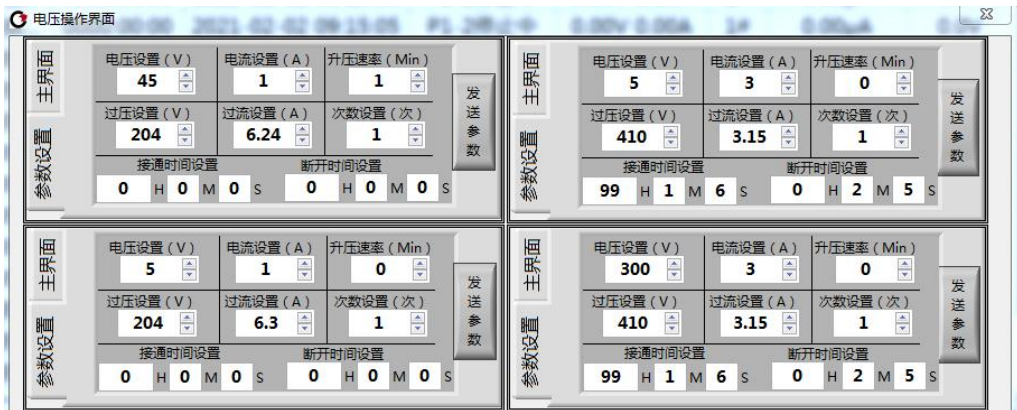 电压操作界面
2021-02-02 09:15:05
0.00V 0.00A 1# 0.00μA
主界面
参数设置
电压设置(V) 电流设置(A) 升压速率(Min)
45 1 1
过压设置(V) 过流设置(A) 次数设置(次)
204 6.24 1
接通时间设置 断开时间设置
0 H 0 M 0 S 0 H 0 M 0 S
发送参数
主界面
参数设置
电压设置(V) 电流设置(A) 升压速率(Min)
5 3 0
过压设置(V) 过流设置(A) 次数设置(次)
410 3.15 1
接通时间设置 断开时间设置
99 H 1 M 6 S 0 H 2 M 5 S
发送参数
主界面
参数设置
电压设置(V) 电流设置(A) 升压速率(Min)
5 1 0
过压设置(V) 过流设置(A) 次数设置(次)
204 6.3 1
接通时间设置 断开时间设置
0 H 0 M 0 S 0 H 0 M 0 S
发送参数
主界面
参数设置
电压设置(V) 电流设置(A) 升压速率(Min)
300 3 0
过压设置(V) 过流设置(A) 次数设置(次)
410 3.15 1
接通时间设置 断开时间设置
99 H 1 M 6 S 0 H 2 M 5 S
发送参数